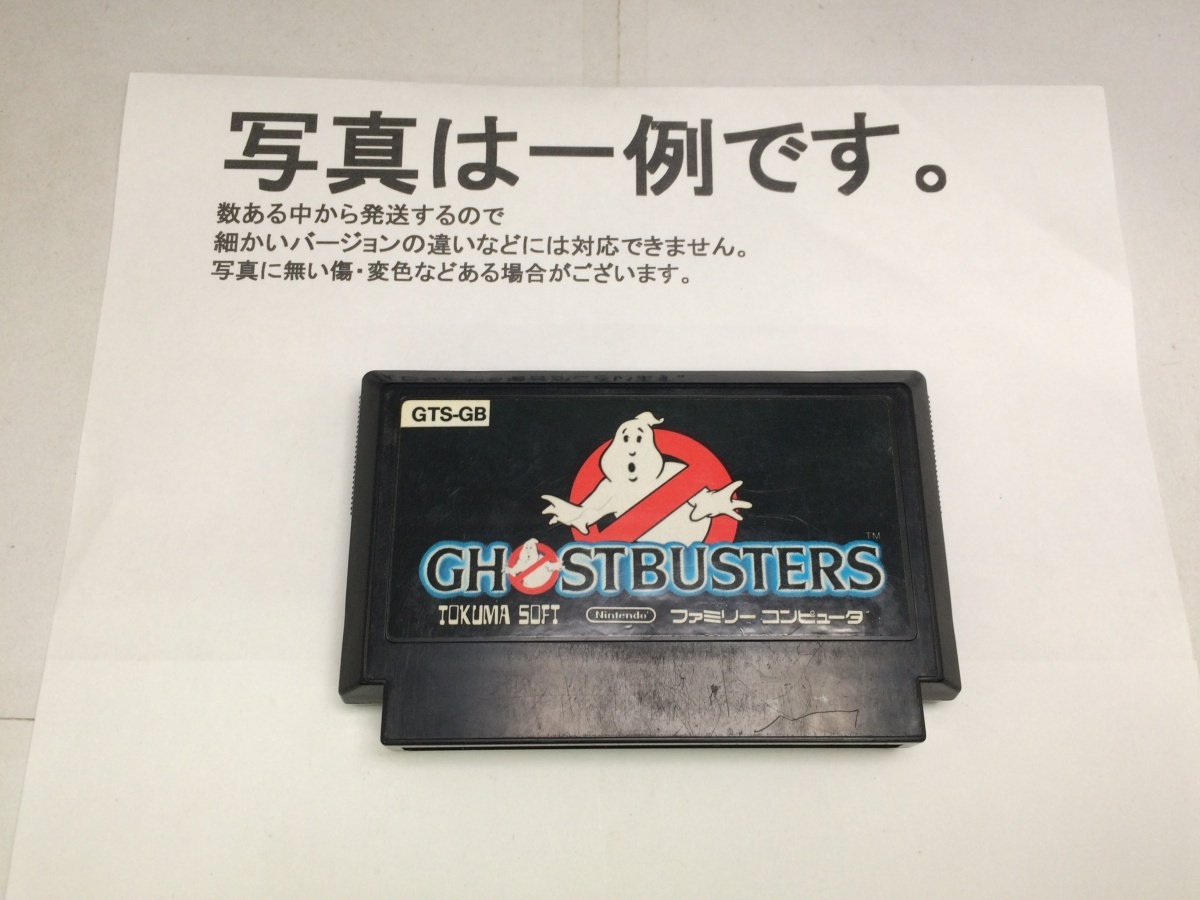 写真は一例です。
数ある中から発送するので
細かいバージョンの違いなどには対応できません。
写真に無い傷・変色などある場合がございます。
GTS-GB
GHOSTBUSTERS TM
TOKUMA SOFT Nintendo ファミリーコンピュータ